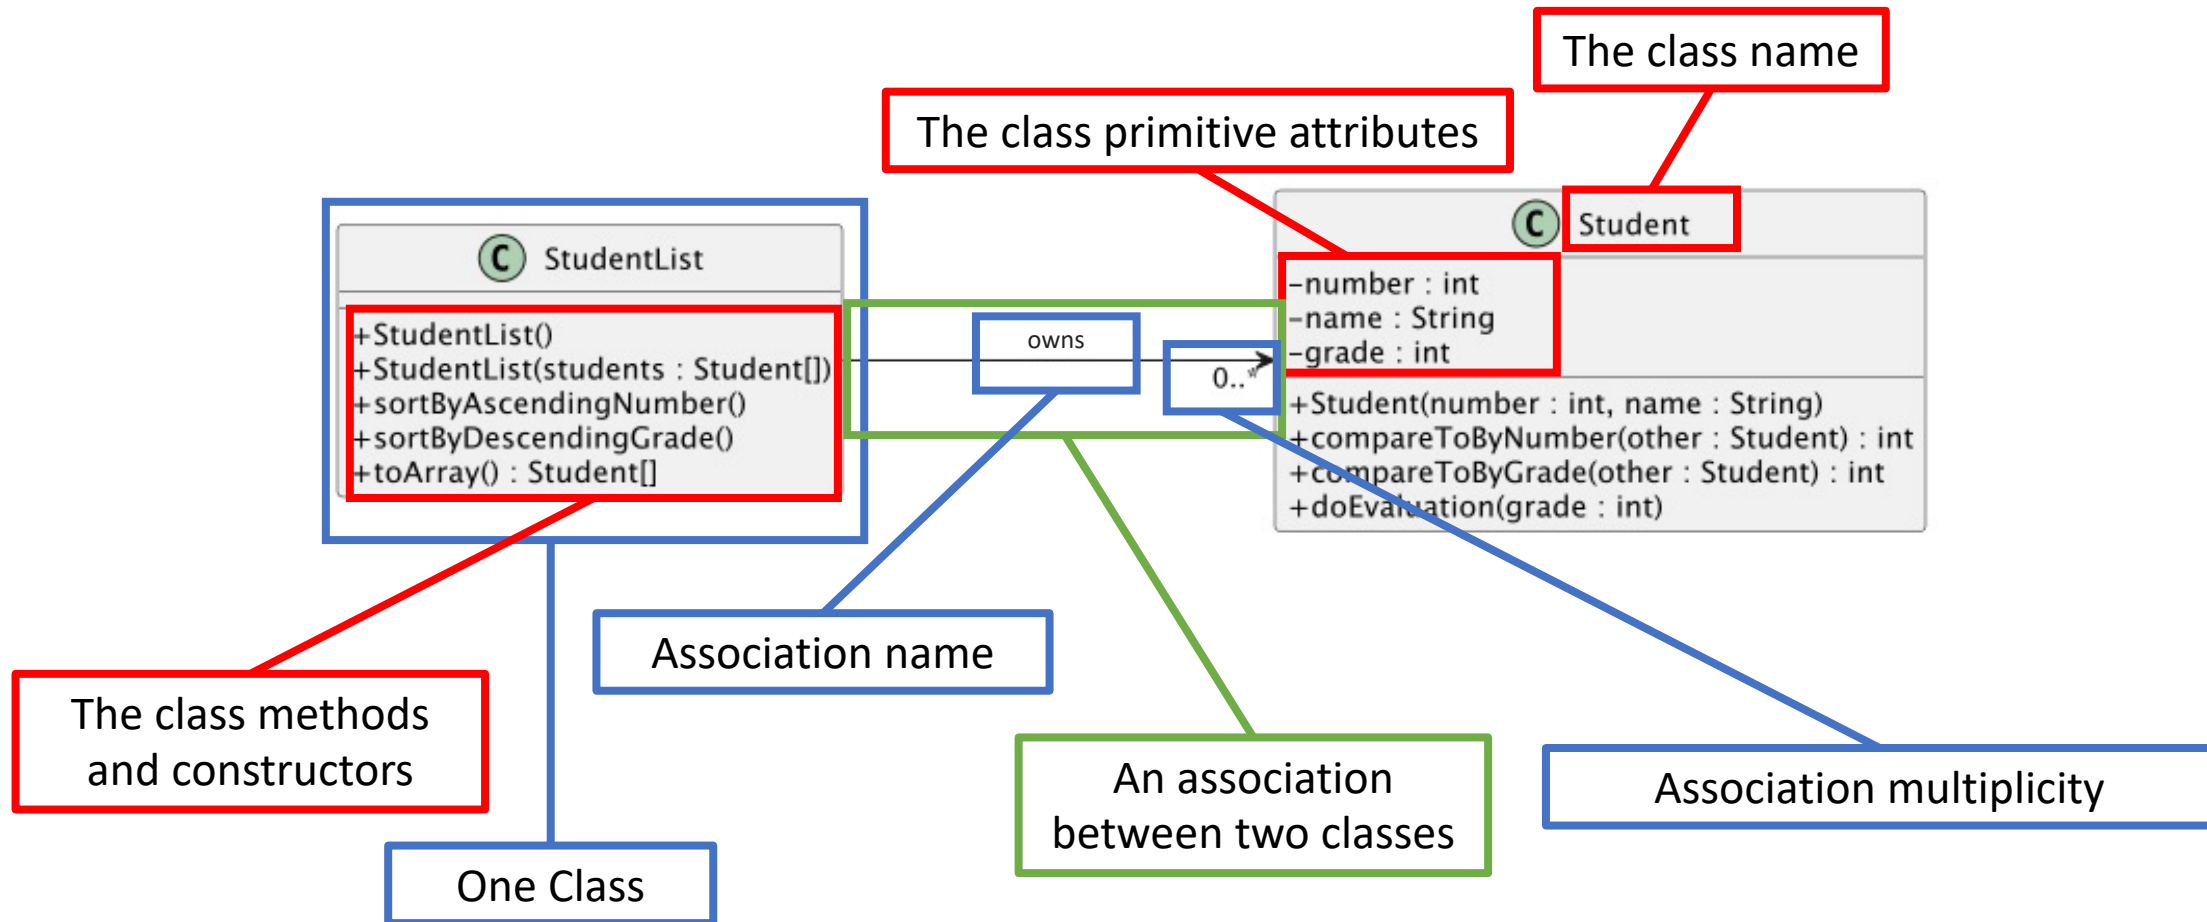 The class name
The class primitive attributes
C Student
-number : int
-name : String
-grade : int
+Student(number : int, name : String)
+compareToByNumber(other : Student) : int
+compareToByGrade(other : Student) : int
+doEvaluation(grade : int)
C StudentList
+StudentList()
+StudentList(students : Student[])
+sortByAscendingNumber()
+sortByDescendingGrade()
+toArray() : Student[]
owns
0..*
Association name
The class methods
and constructors
An association
between two classes
Association multiplicity
One Class